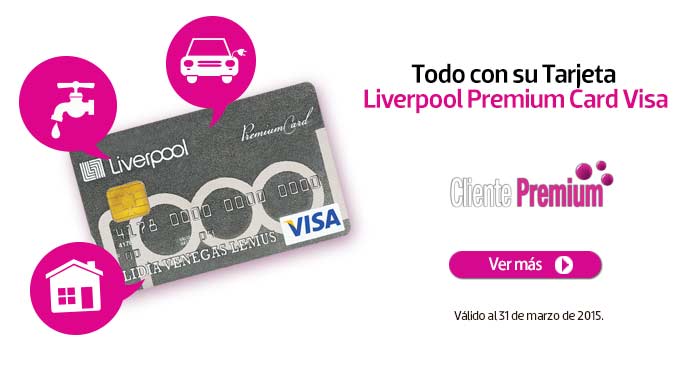 Todo con su Tarjeta
Liverpool Premium Card Visa
Liverpool
PremiumCard
4178 0000 0000 0000
VISA
LIDIA VENEGAS LEMUS
Cliente Premium
Ver más
Válido al 31 de marzo de 2015.